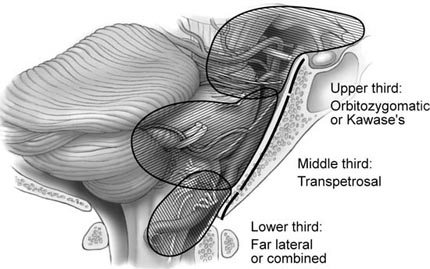 Upper third:
Orbitozygomatic
or Kawase's
Middle third:
Transpetrosal
Lower third:
Far lateral
or combined